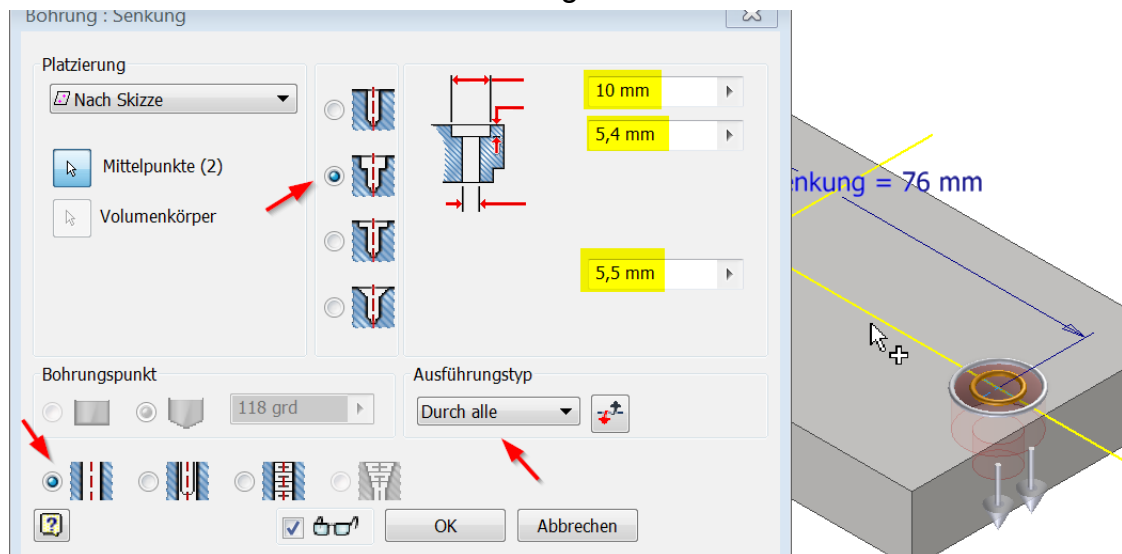 Bohrung : Senkung
Platzierung
Nach Skizze
Mittelpunkte (2)
Volumenkörper
10 mm
5,4 mm
5,5 mm
nkung = 76 mm
Bohrungspunkt
118 grd
Ausführungstyp
Durch alle
OK
Abbrechen